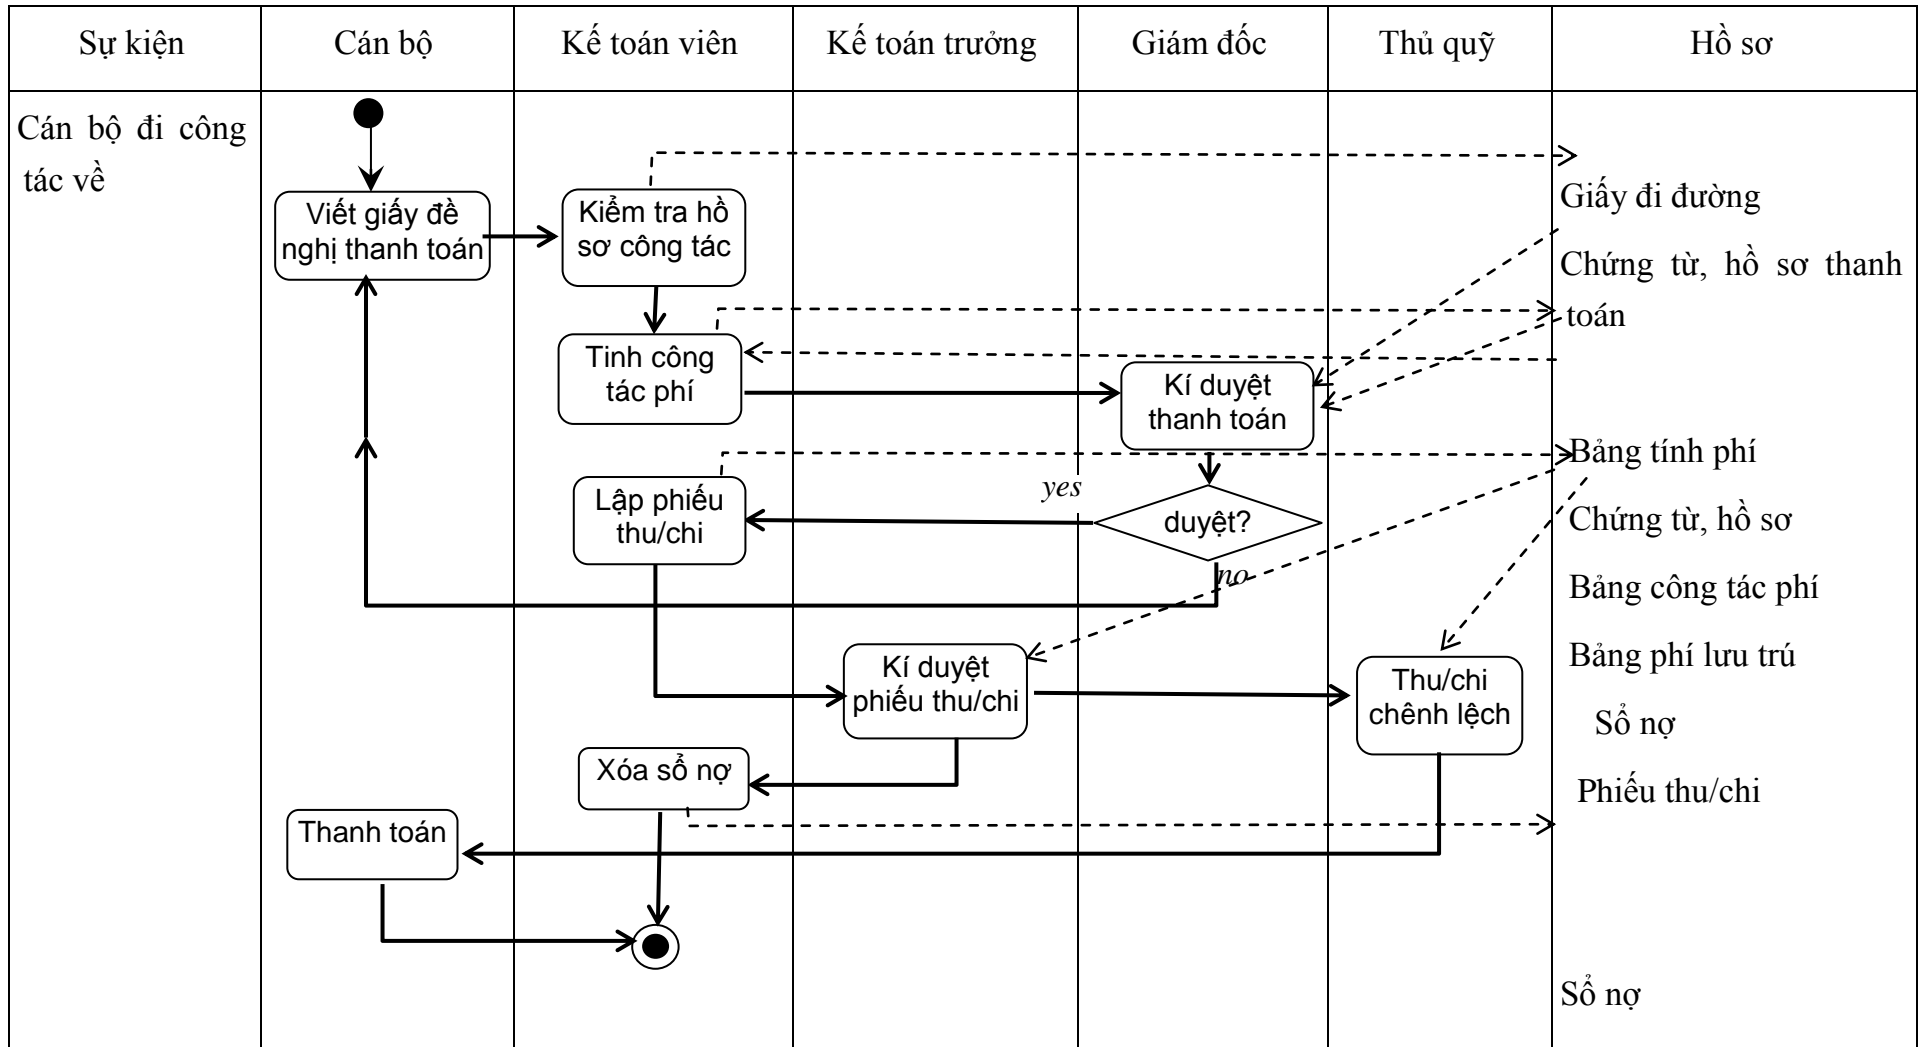 Sự kiện
Cán bộ
Kế toán viên
Kế toán trưởng
Giám đốc
Thủ quỹ
Hồ sơ
Cán bộ đi công
tác về
Viết giấy đề
nghị thanh toán
Kiểm tra hồ
sơ công tác
Giấy đi đường
Chứng từ, hồ sơ thanh
toán
Tinh công
tác phí
Kí duyệt
thanh toán
Bảng tính phí
yes
Lập phiếu
thu/chi
duyệt?
Chứng từ, hồ sơ
no
Bảng công tác phí
Kí duyệt
phiếu thu/chi
Thu/chi
chênh lệch
Bảng phí lưu trú
Sổ nợ
Xóa sổ nợ
Phiếu thu/chi
Thanh toán
Sổ nợ